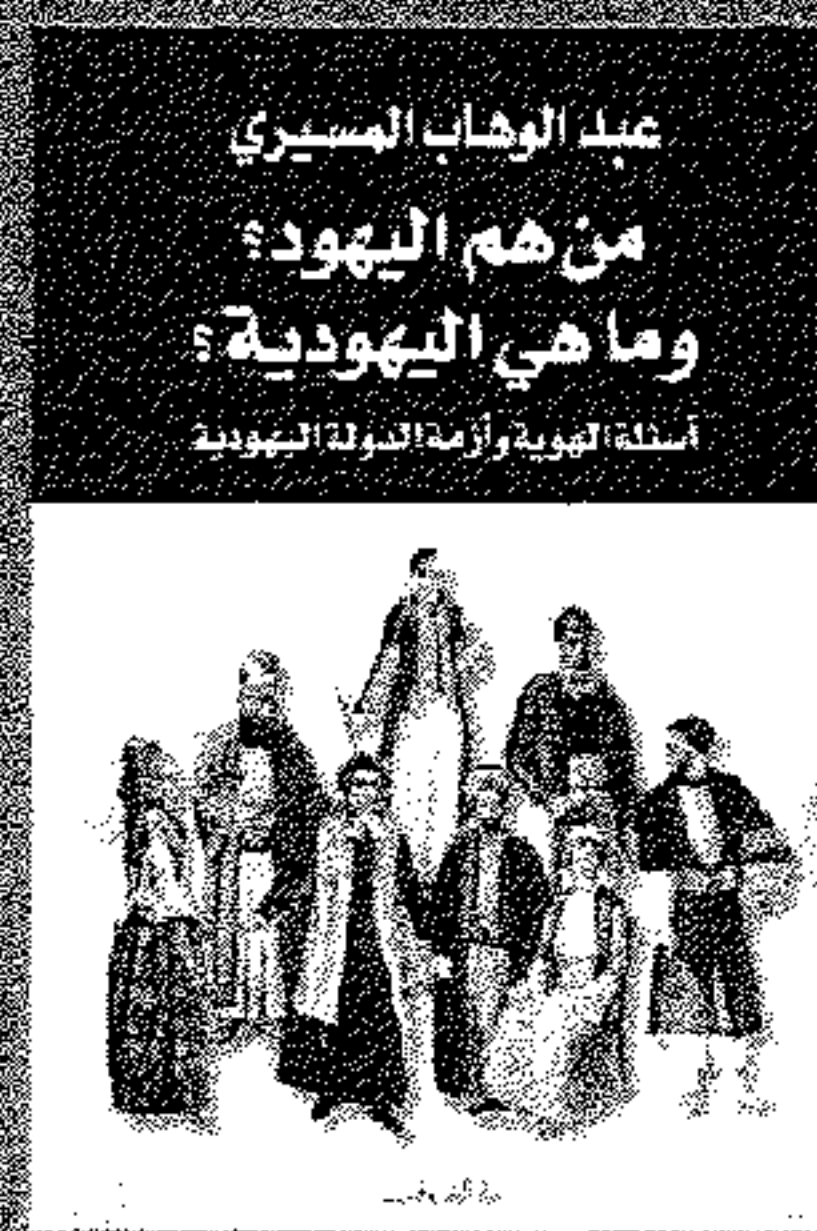 عبد الوهاب المسيري
من هم اليهود؟
وما هي اليهودية؟
أسئلة الهوية وأزمة الدولة اليهودية